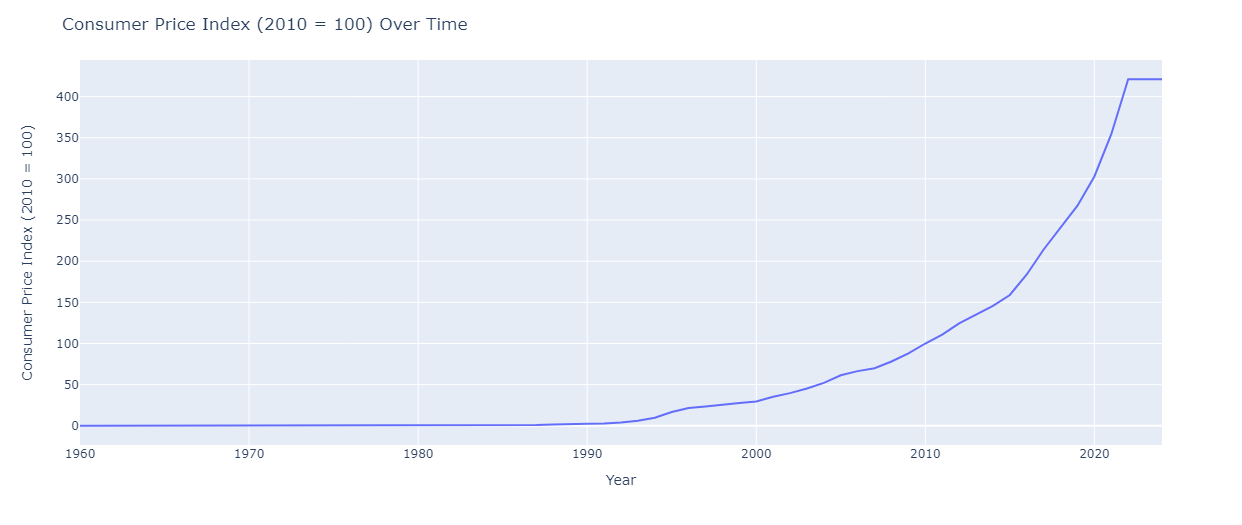 Consumer Price Index (2010 = 100) Over Time
Consumer Price Index (2010 = 100)
400
350
300
250
200
150
100
50
0
1960 1970 1980 1990 2000 2010 2020
Year